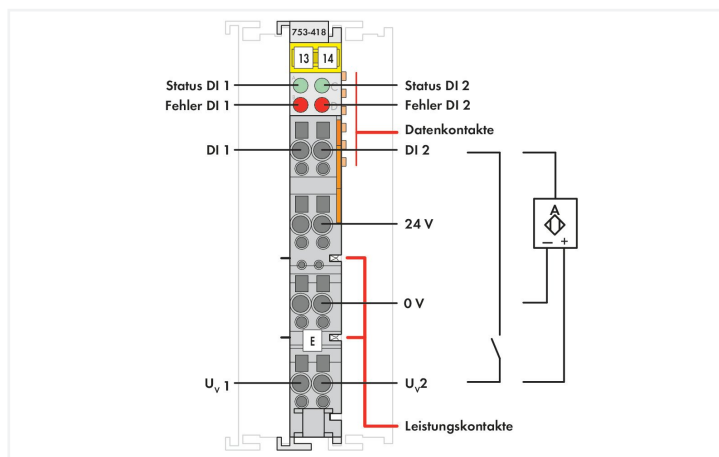 753-418
13 14
Status DI 1
Status DI 2
Fehler DI 1
Fehler DI 2
Datenkontakte
DI 1
DI 2
A
− +
24 V
0 V
E
Uᵥ 1
Uᵥ2
Leistungskontakte